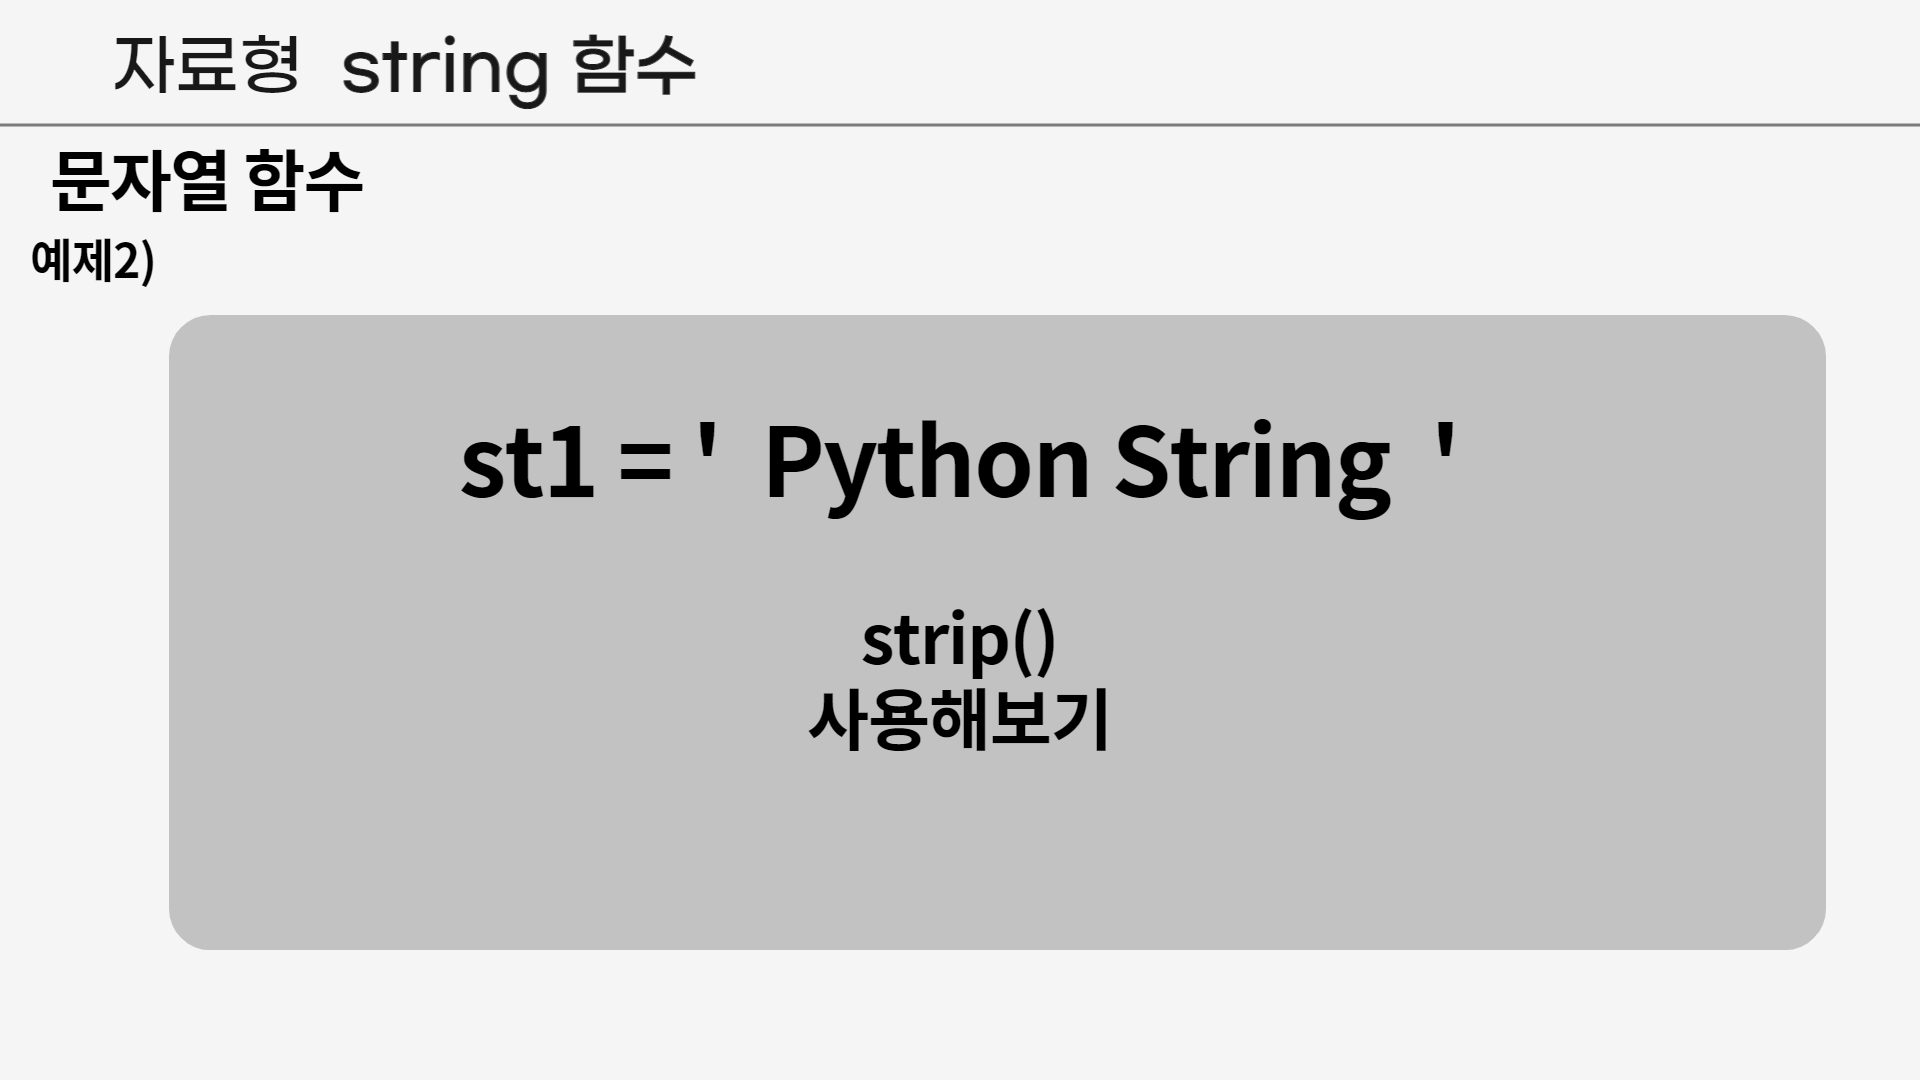 자료형  string 함수
문자열 함수
예제2)
st1 = '  Python String  '
strip()
사용해보기